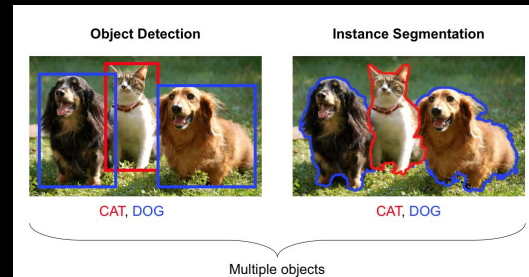 Object Detection
Instance Segmentation
CAT, DOG
CAT, DOG
Multiple objects